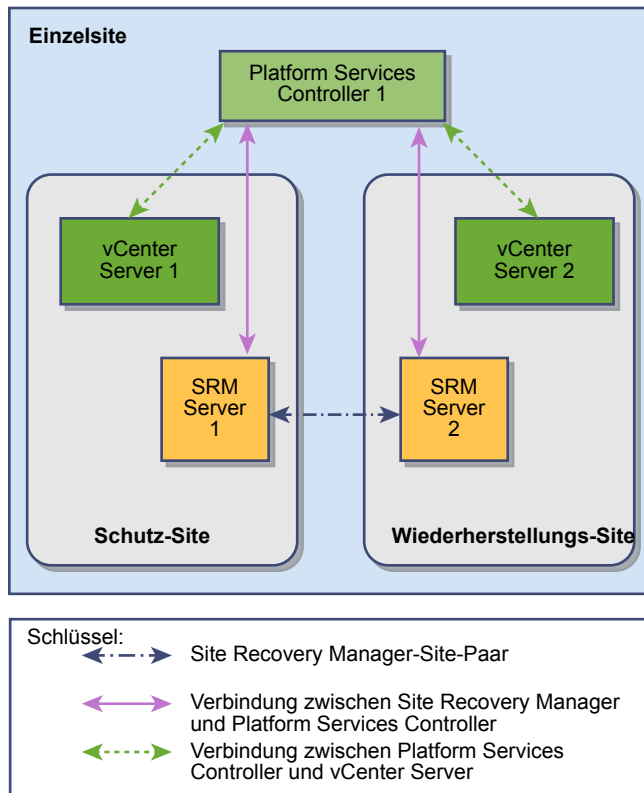 Einzelsite
Platform Services
Controller 1
vCenter
Server 1
vCenter
Server 2
SRM
Server
1
SRM
Server
2
Schutz-Site
Wiederherstellungs-Site
Schlüssel:
Site Recovery Manager-Site-Paar
Verbindung zwischen Site Recovery Manager
und Platform Services Controller
Verbindung zwischen Platform Services
Controller und vCenter Server